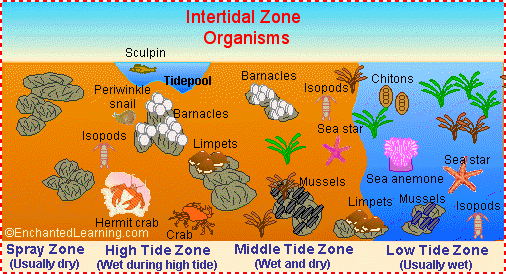 Intertidal Zone
Organisms
Sculpin
Tidepool
Barnacles
Chitons
Periwinkle
snail
Isopods
Barnacles
Sea star
Isopods
Limpets
Sea star
Sea anemone
Mussels
Mussels
Limpets
Isopods
Hermit crab
Crab
©EnchantedLearning.com
Spray Zone
(Usually dry)
High Tide Zone
(Wet during high tide)
Middle Tide Zone
(Wet and dry)
Low Tide Zone
(Usually wet)